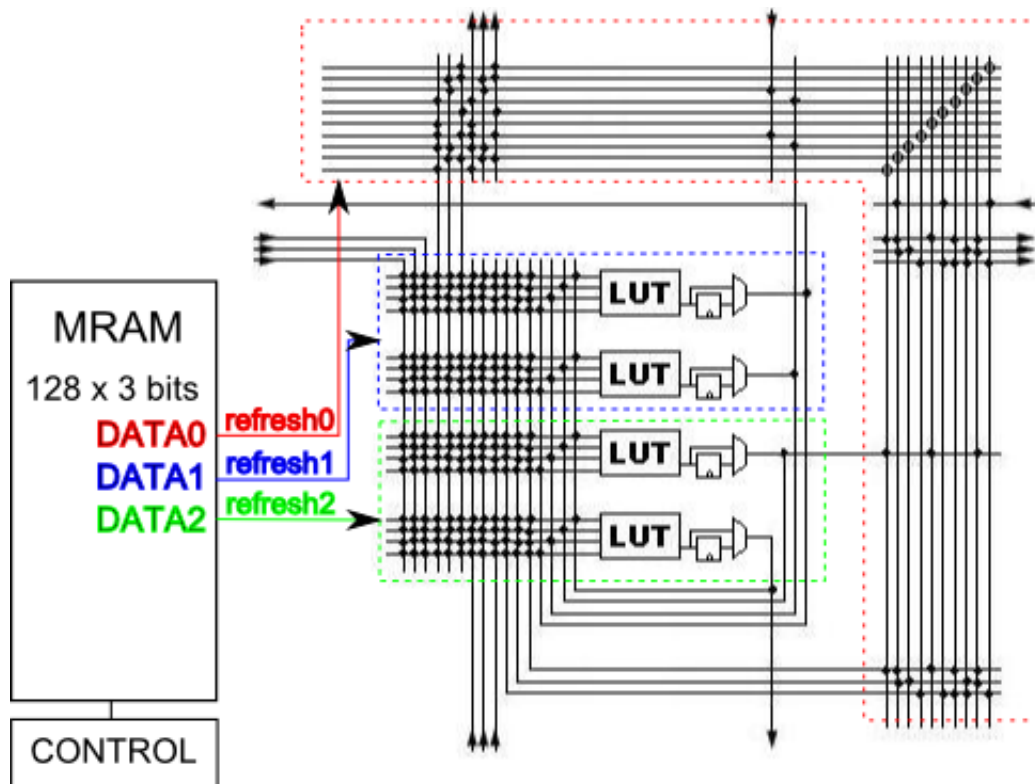 MRAM
128 x 3 bits
DATA0
refresh0
DATA1
refresh1
DATA2
refresh2
CONTROL
LUT
LUT
LUT
LUT